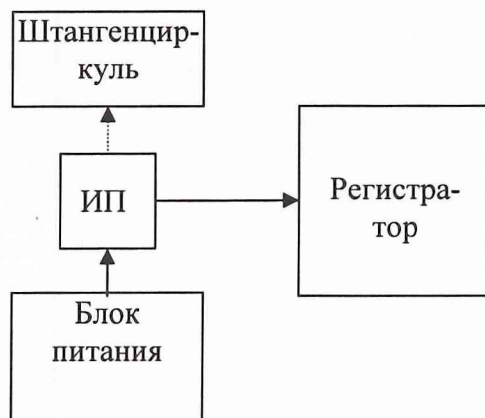 Штангенцир-
куль
ИП
Регистра-
тор
Блок
питания